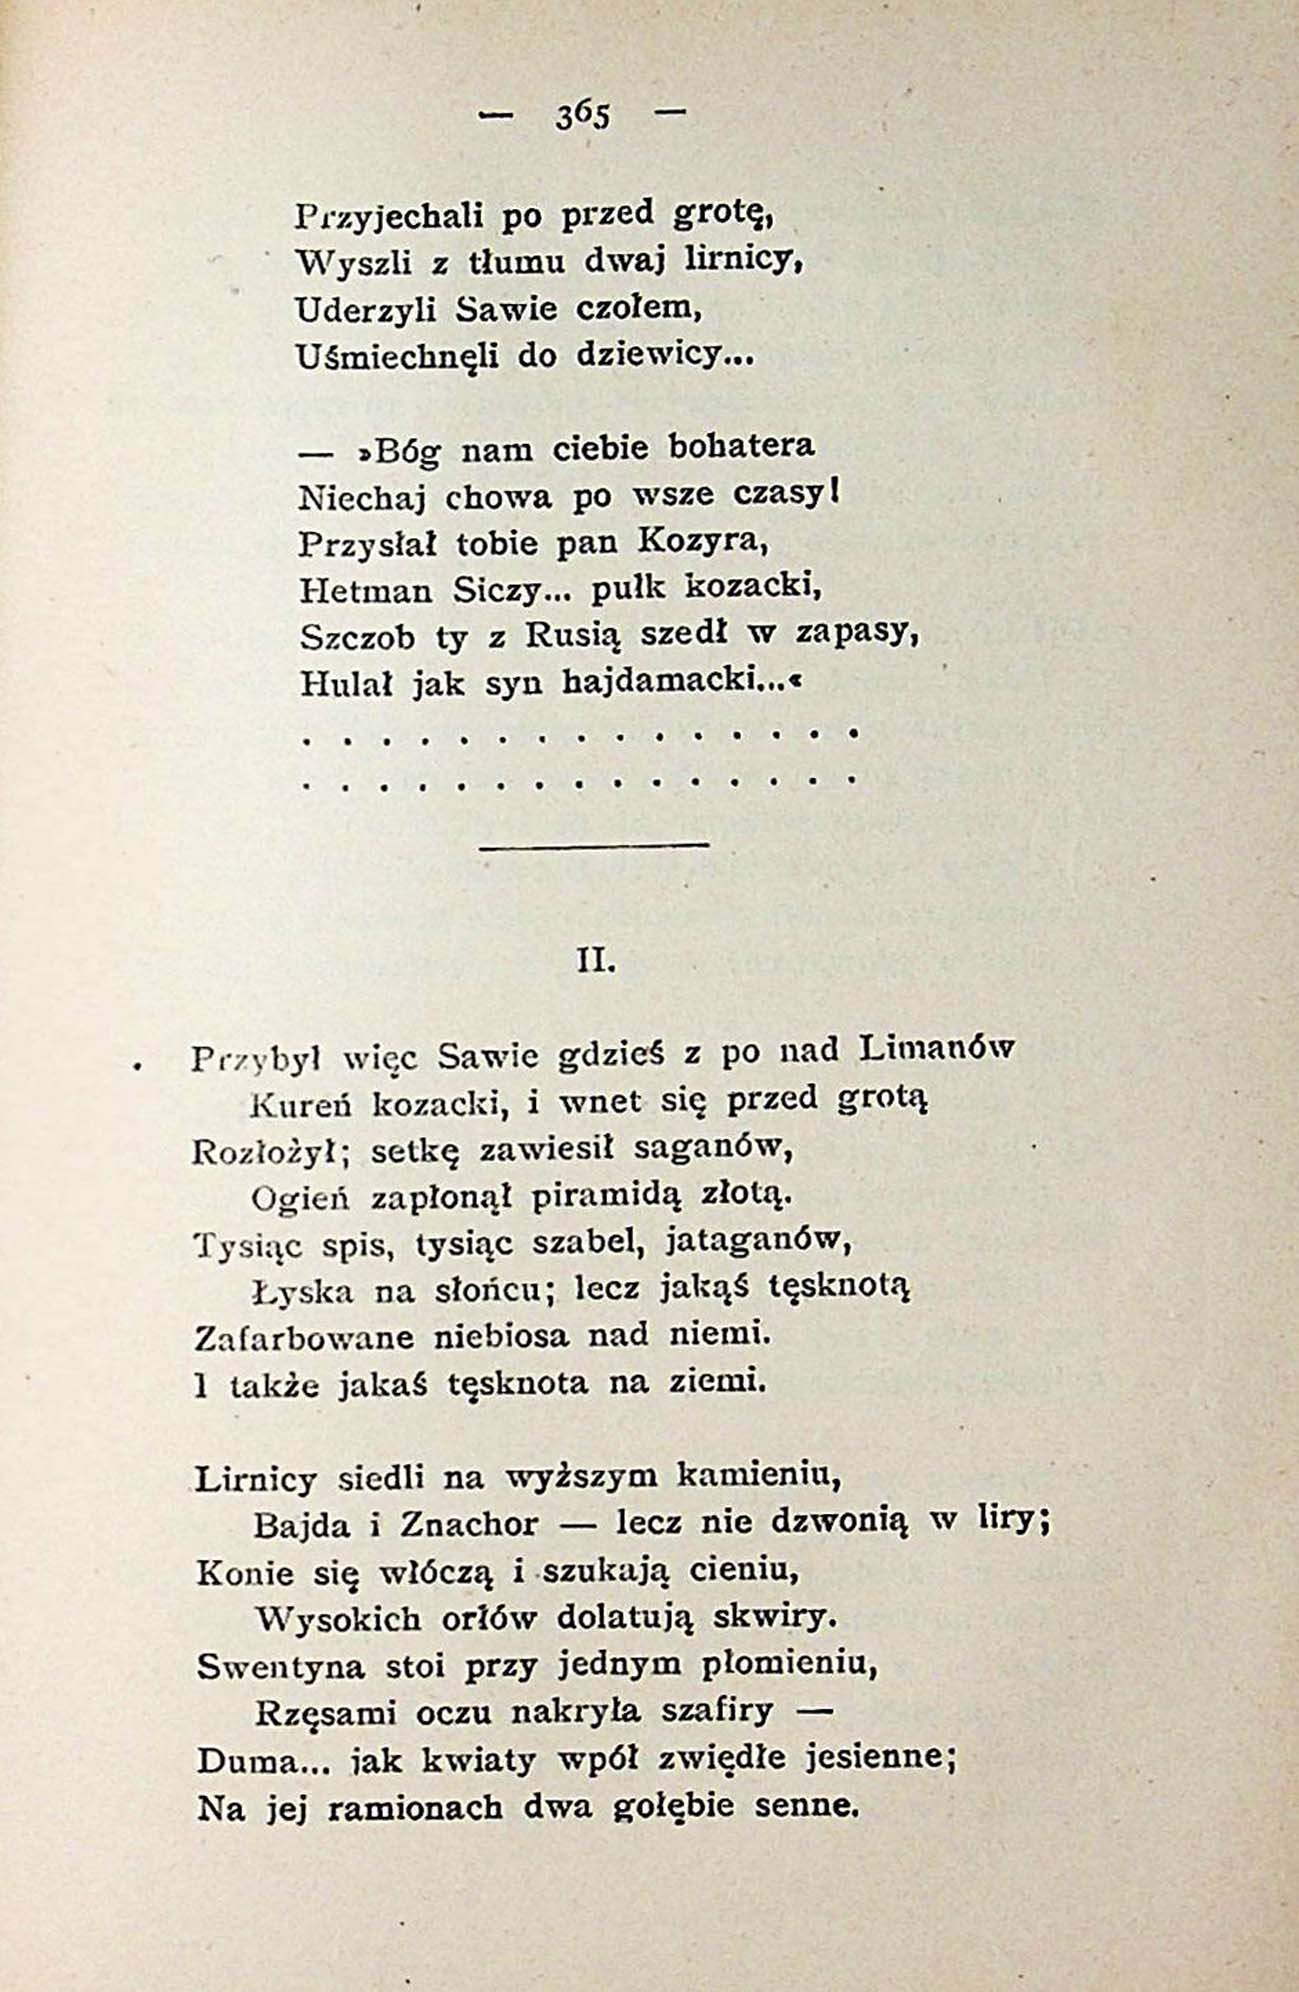 — 365 —
Przyjechali po przed grotę,
Wyszli z tłumu dwaj lirnicy,
Uderzyli Sawie czołem,
Uśmiechnęli do dziewicy...
— »Bóg nam ciebie bohatera
Niechaj chowa po wsze czasy!
Przysłał tobie pan Kozyra,
Hetman Siczy... pułk kozacki,
Szczob ty z Rusią szedł w zapasy,
Hulał jak syn hajdamacki...«
. . . . . . . . . . . . . . .
. . . . . . . . . . . . . . .
II.
Przybył więc Sawie gdzieś z po nad Limanów
Kureń kozacki, i wnet się przed grotą
Rozłożył; setkę zawiesił saganów,
Ogień zapłonął piramidą złotą.
Tysiąc spis, tysiąc szabel, jataganów,
Łyska na słońcu; lecz jakąś tęsknotą
Zafarbowane niebiosa nad niemi.
I także jakaś tęsknota na ziemi.
Lirnicy siedli na wyższym kamieniu,
Bajda i Znachor — lecz nie dzwonią w liry;
Konie się włóczą i szukają cieniu,
Wysokich orłów dolatują skwiry.
Swentyna stoi przy jednym płomieniu,
Rzęsami oczu nakryła szafiry —
Duma... jak kwiaty wpół zwiędłe jesienne;
Na jej ramionach dwa gołębie senne.